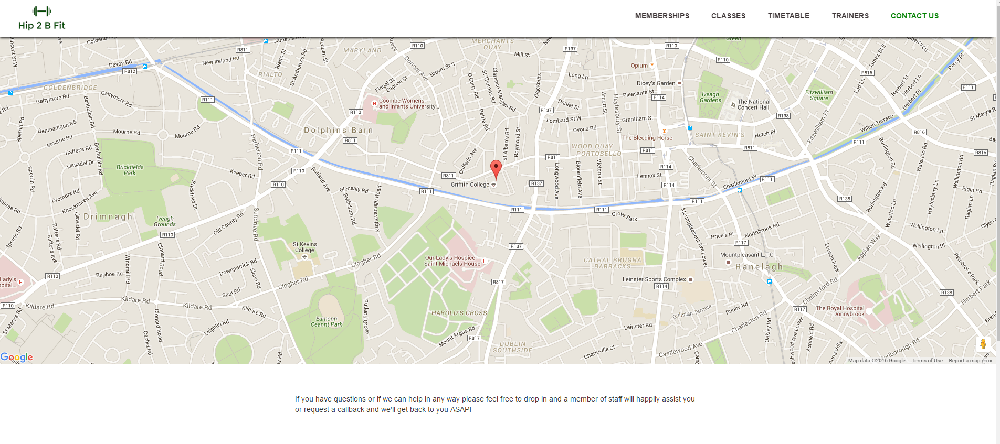 Hip 2 B Fit
MEMBERSHIPS
CLASSES
TIMETABLE
TRAINERS
CONTACT US
MERCHANTS
QUAY
Green
MARYLAND
R110
R137
R110
R811
Reuben St
Mill St
R110
Devoy Rd
New Ireland Rd
Rialto St
St Anthony's Rd
Donore Ave
Brown St S
Opium
James's St E
Percy Pl
R812
RIALTO
Long Ln
R816
Lad Ln
Herbert St
Herbert Ln
Herbert Pl
GOLDENBRIDGE
Fingal St
Eugene St
O'Curry Rd
St Thomas Rd
Clarence Mangan Rd
Blackpitts
Dicey's Garden
R811
Galtymore Rd
Galtymore Rd
R111
Coombe Womens
and Infants University...
Pleasants St
R114
Arnott St
Heytesbury St
Iveagh
Gardens
The National
Concert Hall
Fitzwilliam
Square
Benbulbin Rd
R110
Petrie Rd
Daniel St
R137
Lombard St W
Grantham St
R138
Fitzwilliam Pl
Wilton Terrace
St Mary's R
Sperrin Rd
Benmadigan Rd
Mourne Rd
Mourne Rd
Dolphins Barn
Ovoca Rd
The Bleeding Horse
SAINT KEVIN'S
Hatch Pl
R816
Mourne Rd
Herberton Rd
R811
St Alban's Rd
Raymond St
WOOD QUAY
PORTOBELLO
R111
Burlington Rd
Waterloo Rd
Rafter's Rd
Benbulbin Rd
R111
Dufferin Ave
R811
R811
R811
R816
Lissadel Dr
Brickfields
Park
Keeper Rd
R110
Rutland Ave
R811
Longwood Ave
Bloomfield Ave
Victoria St
R114
Lennox St
Charlemont St
Charlemont Pl
R111
Wellington Rd
Raglan Rd
Sperrin Rd
R110
Glenealy Rd
R111
Griffith College
R137
R114
Elgin Rd
Dromore Rd
Knocknarea Ave
Brickfield Dr
Rathdrum Rd
Aughavanagh Road
R111
R111
R111
R138
Burlington Rd
Heytesbury Ln
Raglan Ln
Drimnagh
Lissadel Rd
Iveagh
Grounds
Old County Rd
Sundrive Rd
Grove Park
Mountpleasant Ave Lower
Waterloo Ln
Clyde
Sperrin Rd
Rafter's Rd
Rafter's Ave
R110
Price's Pl
Northbrook Rd
Wellington Ln
St Kevins
College
R137
R117
Leeson Park
Appian Way
Wellington Pl
Windmill Rd
Clonard Road
Clogher Rd
Our Lady's Hospice -
Saint Michaels House
CATHAL BRUGHA
BARRACKS
Mountpleasant L.T.C
Ranelagh
Pembroke Park
Downpatrick Rd
Slane Rd
R110
Raphoe Rd
Lady's
spital...
Clogher Rd
R817
Leinster Sports Complex
R114
Chelmsford Rd
R138
Herbert Park
Saul Rd
R110
Kildare Rd
Kildare Rd
Kildare Rd
Kildare Rd
Rutland Grove
HAROLD'S CROSS
Gulistan Terrace
Rugby Rd
R117
The Royal Hospital
Donnybrook
St Mary's Rd
Clonard Road
Cashel Rd
Leighlin Rd
Eamonn
Ceannt Park
Mount Argus Rd
R817
Leinster Rd
Charleston Rd
Oakley Rd
Ashfield Rd
DUBLIN
SOUTHSIDE
Charleville Cl
Castlewood Ave
Anna Villa
Marlborough Rd
Google
Map data ©2016 Google
Terms of Use
Report a map error
If you have questions or if we can help in any way please feel free to drop in and a member of staff will happily assist you
or request a callback and we'll get back to you ASAP!